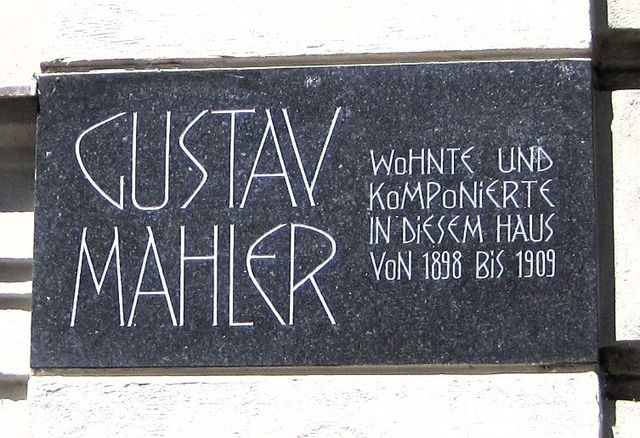 GUSTAV
MAHLER
WOHNTE UND
KOMPONIERTE
IN DIESEM HAUS
VON 1898 BIS 1909